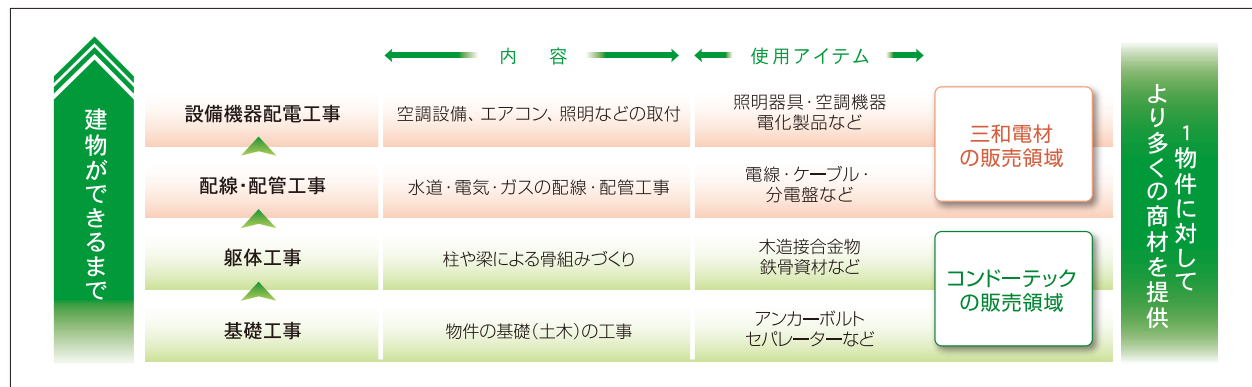 建物ができるまで
内 容
使用アイテム
設備機器配電工事
空調設備、エアコン、照明などの取付
照明器具・空調機器
電化製品など
配線・配管工事
水道・電気・ガスの配線・配管工事
電線・ケーブル・
分電盤など
三和電材
の販売領域
躯体工事
柱や梁による骨組みづくり
木造接合金物
鉄骨資材など
基礎工事
物件の基礎(土木)の工事
アンカーボルト
セパレーターなど
コンドーテック
の販売領域
1物件に対して
より多くの商材を提供